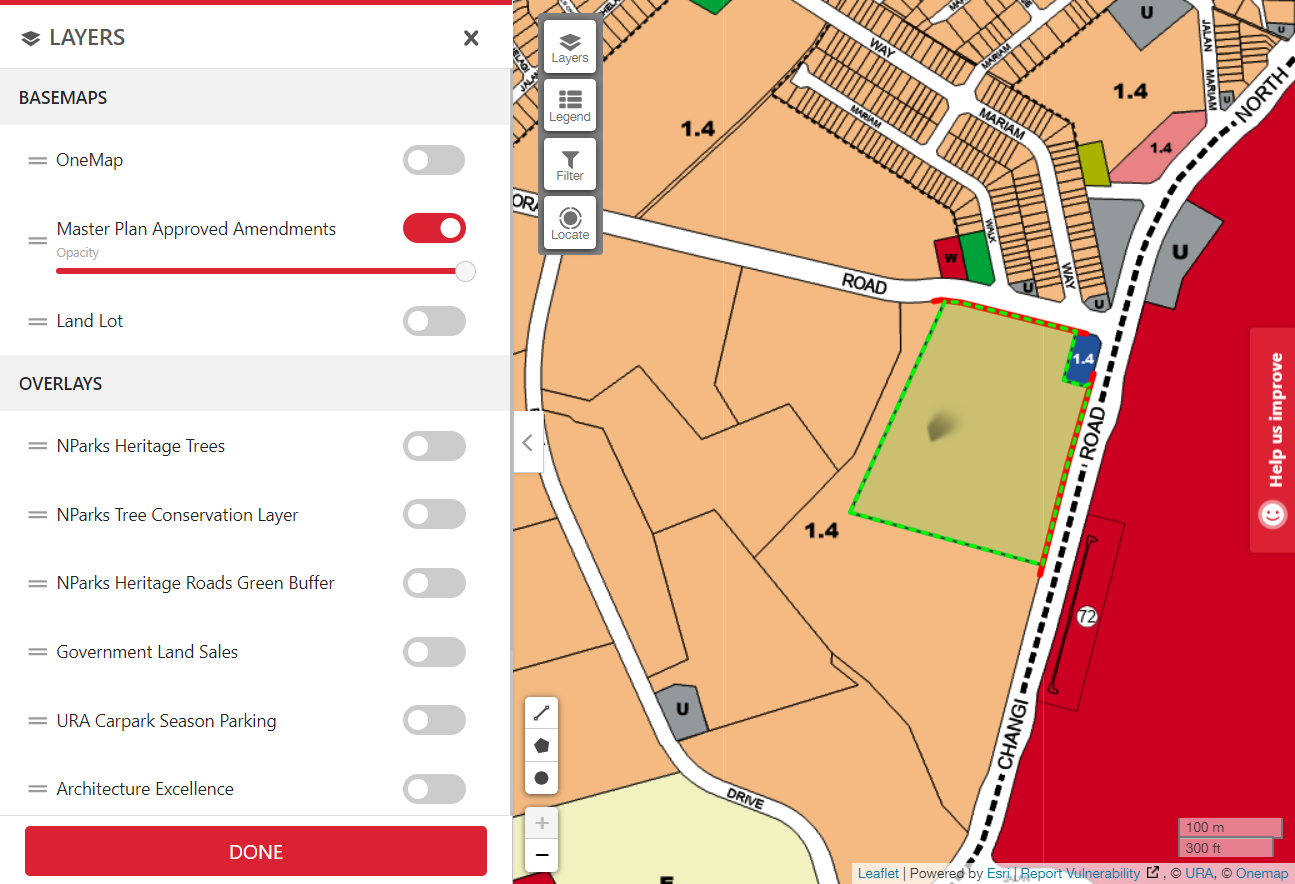 LAYERS
BASEMAPS
OneMap
Master Plan Approved Amendments
Opacity
Land Lot
OVERLAYS
NParks Heritage Trees
NParks Tree Conservation Layer
NParks Heritage Roads Green Buffer
Government Land Sales
URA Carpark Season Parking
Architecture Excellence
DONE
Layers
Legend
Filter
Locate
WAY
MARIAM
MARIAM
MARIAM
WALK
WAY
JALAN
MARIAM
NORTH
U
U
U
1.4
1.4
1.4
W
U
U
U
ROAD
1.4
ROAD
1.4
72
U
CHANGI
DRIVE
Help us improve
100 m
300 ft
Leaflet | Powered by Esri | Report Vulnerability , © URA, © Onemap